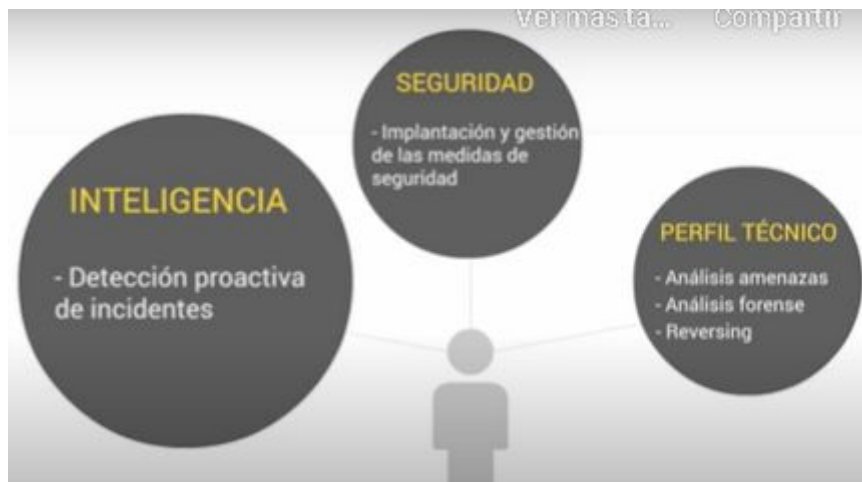 Ver más ta... Compartir
SEGURIDAD
- Implantación y gestión
de las medidas de
seguridad
INTELIGENCIA
- Detección proactiva
de incidentes
PERFIL TÉCNICO
- Análisis amenazas
- Análisis forense
- Reversing